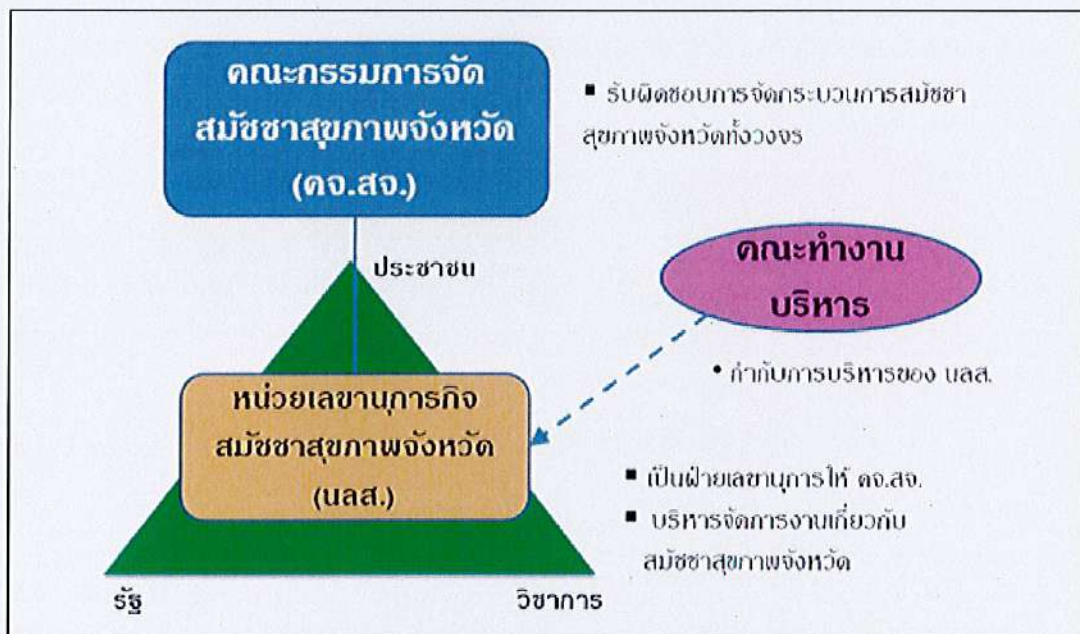 คณะกรรมการจัด
สมัชชาสุขภาพจังหวัด
(คจ.สจ.)
▪ รับผิดชอบการจัดกระบวนการสมัชชา
สุขภาพจังหวัดทั้งวงจร
ประชาชน
คณะทำงาน
บริหาร
• กำกับการบริหารของ นลส.
หน่วยเลขานุการกิจ
สมัชชาสุขภาพจังหวัด
(นลส.)
▪ เป็นฝ่ายเลขานุการให้ คจ.สจ.
▪ บริหารจัดการงานเกี่ยวกับ
สมัชชาสุขภาพจังหวัด
รัฐ
วิชาการ